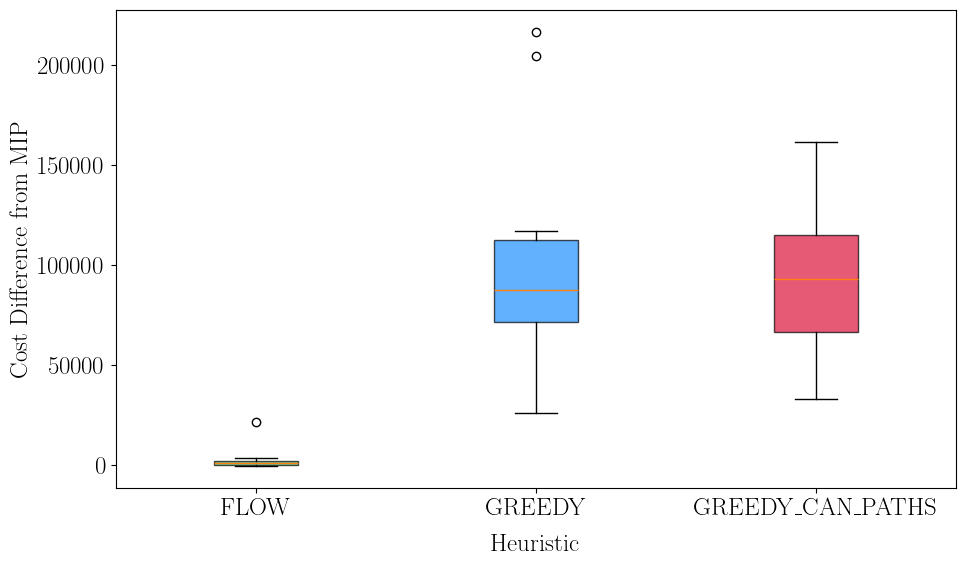 200000
150000
100000
50000
0
Cost Difference from MIP
FLOW
GREEDY
GREEDY_CAN_PATHS
Heuristic